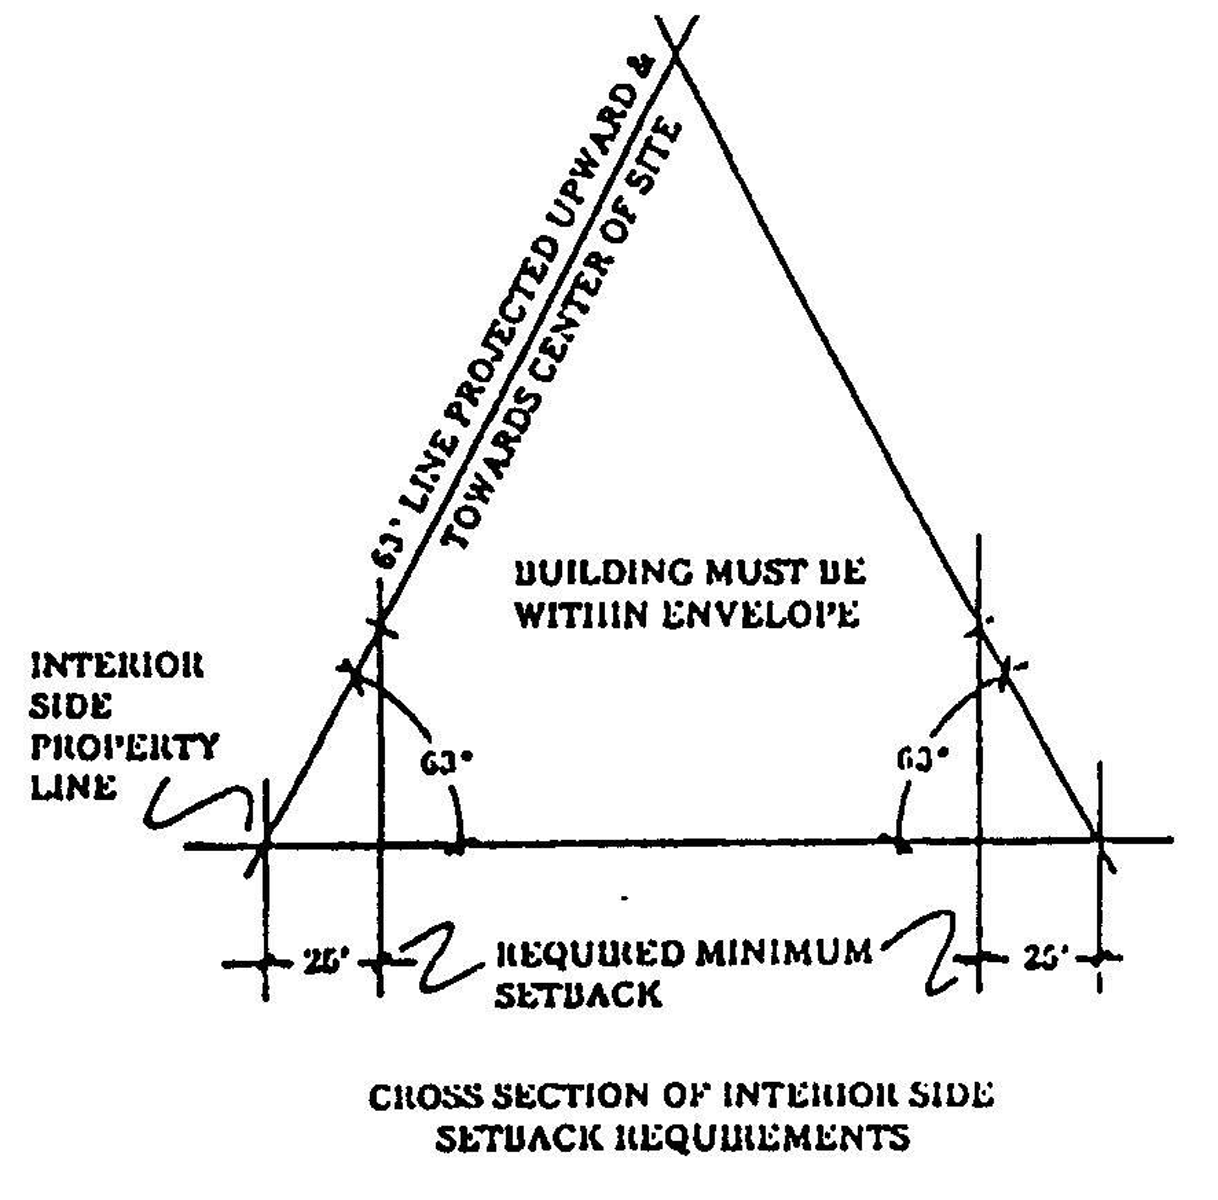 63° LINE PROJECTED UPWARD &
TOWARDS CENTER OF SITE
BUILDING MUST BE
WITHIN ENVELOPE
INTERIOR
SIDE
PROPERTY
LINE
63°
63°
25'
REQUIRED MINIMUM
SETBACK
25'
CROSS SECTION OF INTERIOR SIDE
SETBACK REQUIREMENTS